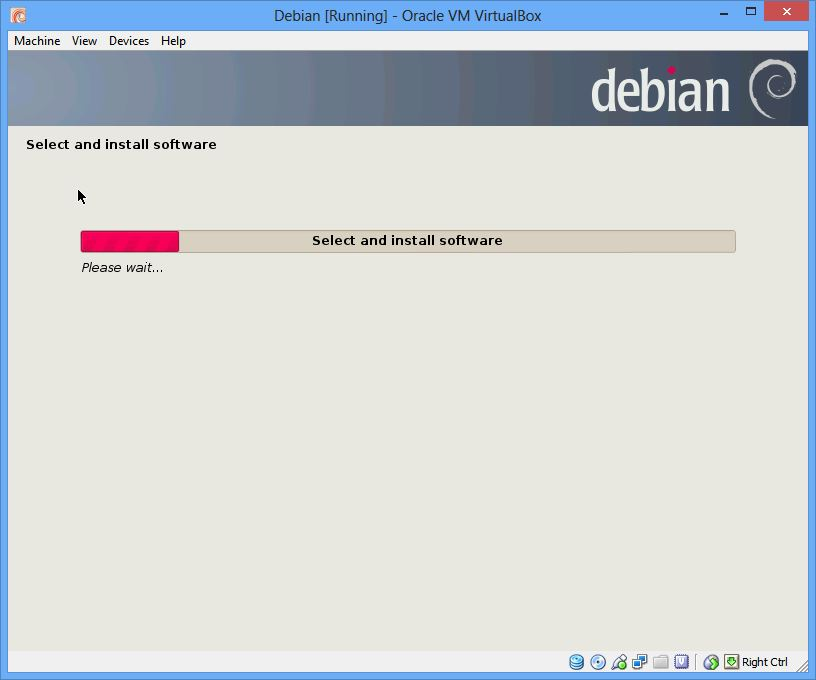 Debian [Running] - Oracle VM VirtualBox
Machine View Devices Help
debian
Select and install software
Select and install software
Please wait...
Right Ctrl